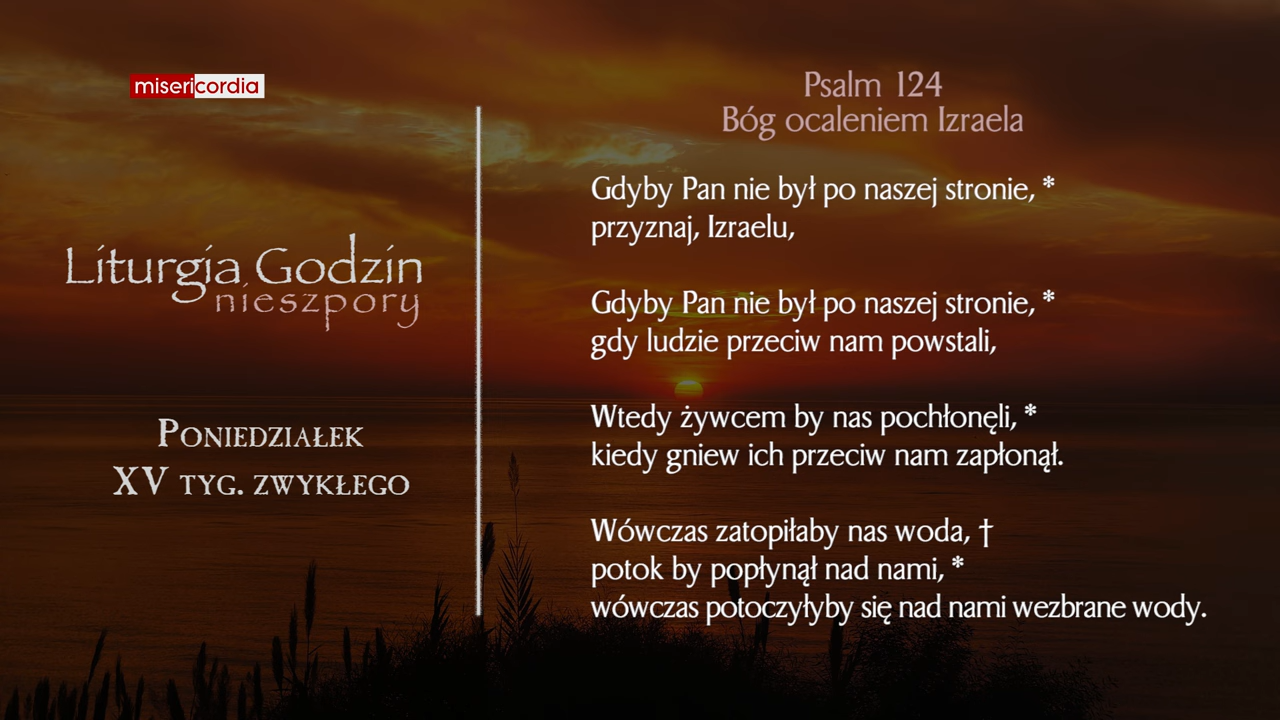 misericordia
Liturgia Godzin
nieszpory
Poniedziałek
XV tyg. zwykłego
Psalm 124
Bóg ocaleniem Izraela
Gdyby Pan nie był po naszej stronie, *
przyznaj, Izraelu,
Gdyby Pan nie był po naszej stronie, *
gdy ludzie przeciw nam powstali,
Wtedy żywcem by nas pochłonęli, *
kiedy gniew ich przeciw nam zapłonął.
Wówczas zatopiłaby nas woda, †
potok by popłynął nad nami, *
wówczas potoczyłyby się nad nami wezbrane wody.